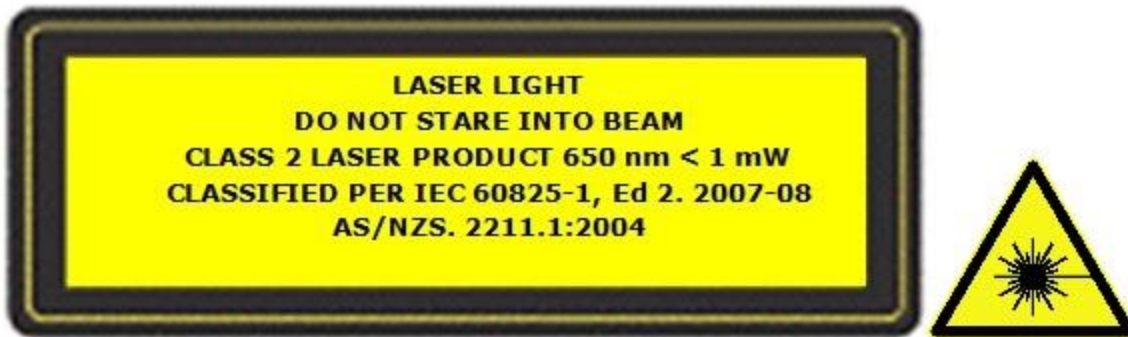 LASER LIGHT
DO NOT STARE INTO BEAM
CLASS 2 LASER PRODUCT 650 nm < 1 mW
CLASSIFIED PER IEC 60825-1, Ed 2. 2007-08
AS/NZS. 2211.1:2004